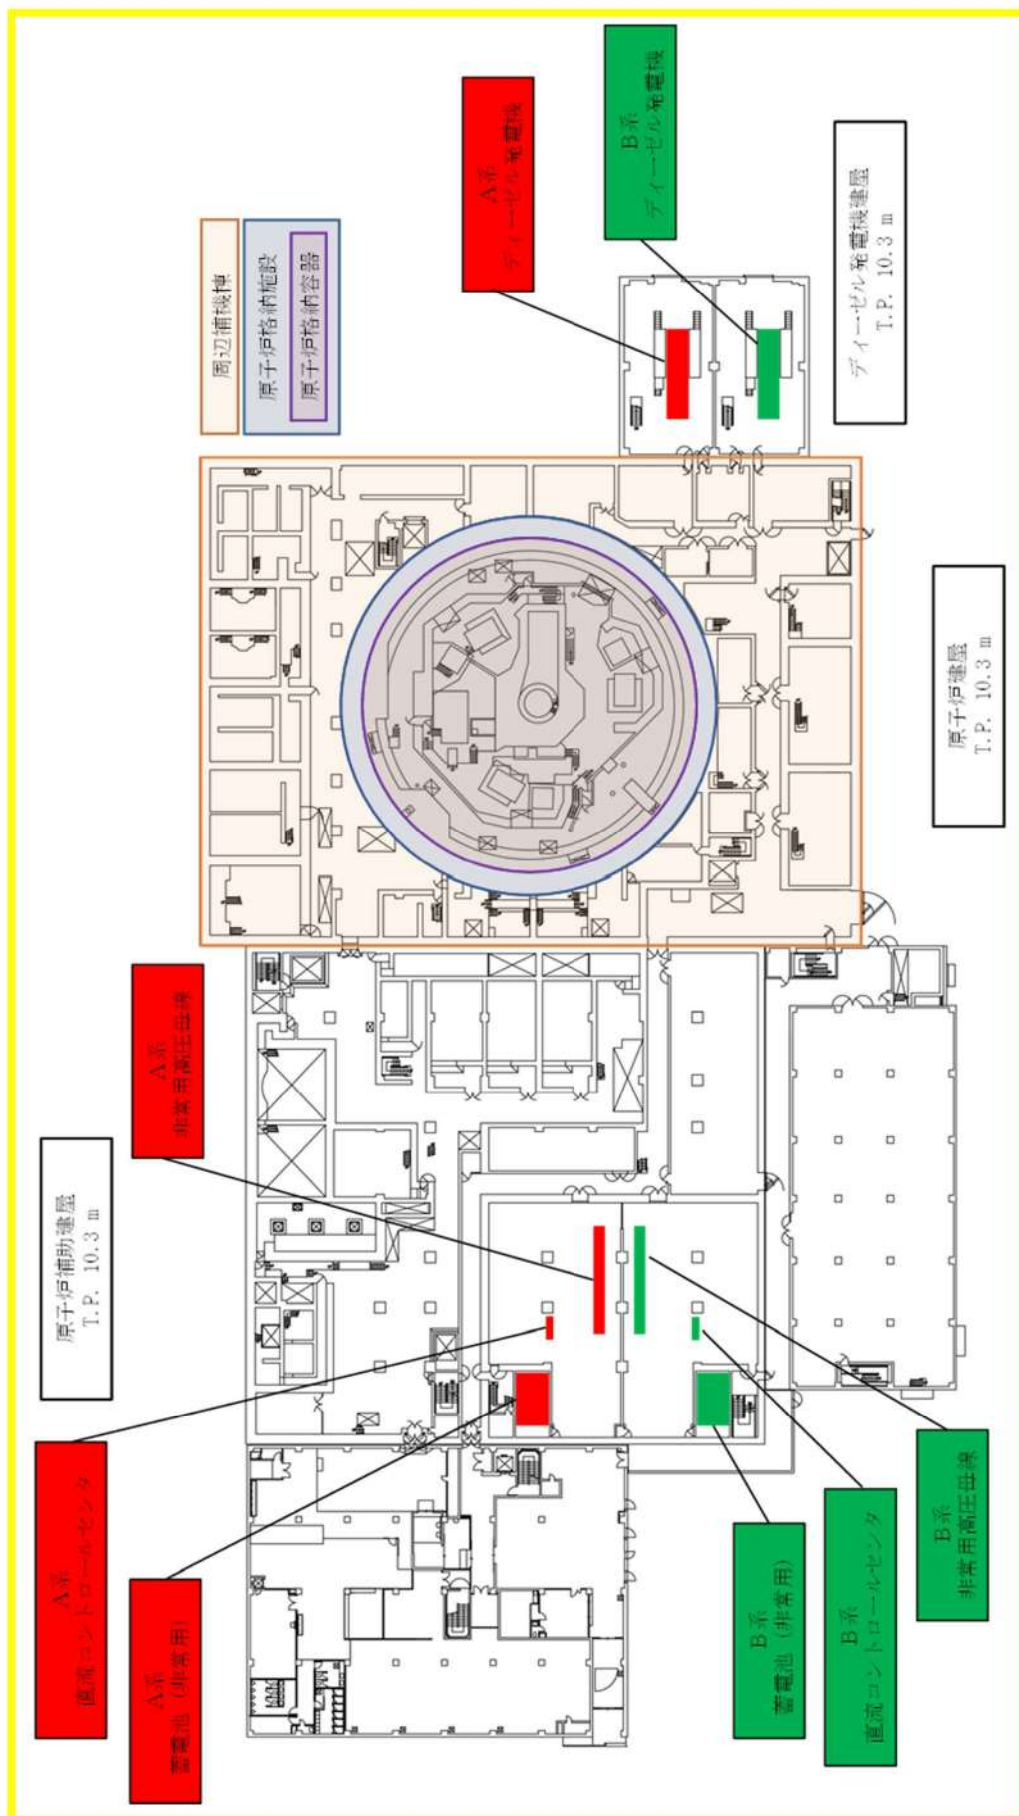 周辺補機棟
原子炉格納施設
原子炉格納容器
A系
ディーゼル発電機
B系
ディーゼル発電機
ディーゼル発電機建屋
T.P. 10.3 m
原子炉建屋
T.P. 10.3 m
A系
非常用高圧母線
原子炉補助建屋
T.P. 10.3 m
A系
直流コントロールセンタ
A系
蓄電池（非常用）
B系
蓄電池（非常用）
B系
直流コントロールセンタ
B系
非常用高圧母線